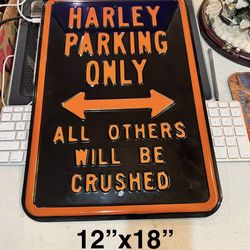 HARLEY
PARKING
ONLY
ALL OTHERS
WILL BE
CRUSHED
12”x18”